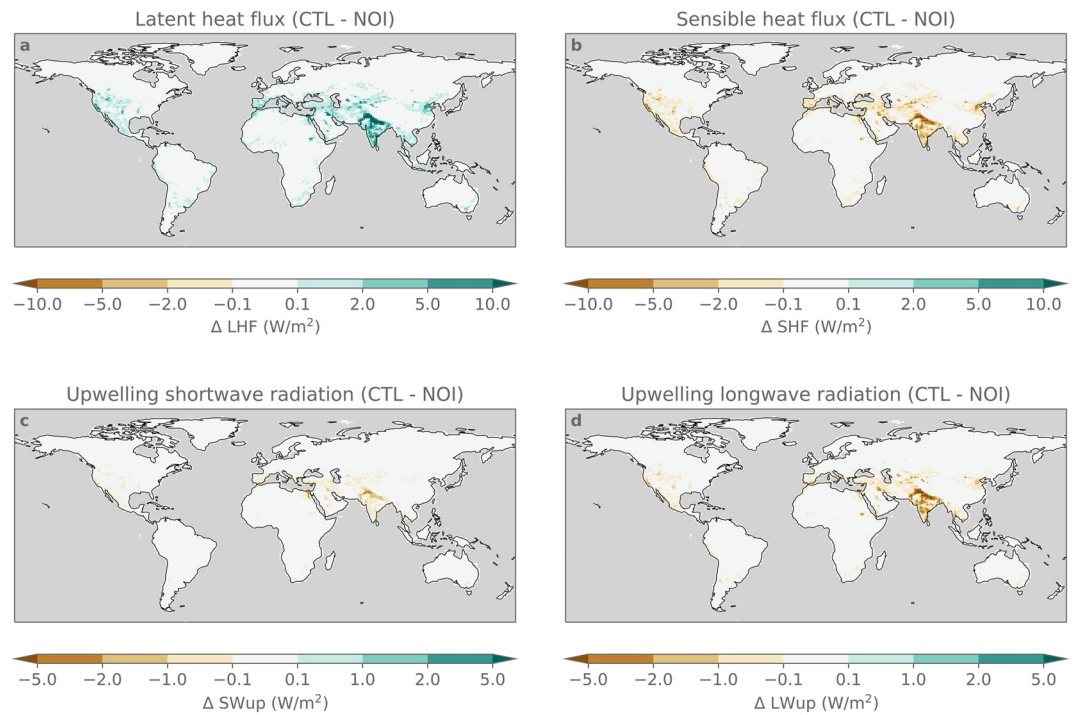 Latent heat flux (CTL - NOI)
Sensible heat flux (CTL - NOI)
a
b
−10.0 −5.0 −2.0 −0.1 0.1 2.0 5.0 10.0
−10.0 −5.0 −2.0 −0.1 0.1 2.0 5.0 10.0
Δ LHF (W/m²)
Δ SHF (W/m²)
Upwelling shortwave radiation (CTL - NOI)
Upwelling longwave radiation (CTL - NOI)
c
d
−5.0 −2.0 −1.0 −0.1 0.1 1.0 2.0 5.0
−5.0 −2.0 −1.0 −0.1 0.1 1.0 2.0 5.0
Δ SWup (W/m²)
Δ LWup (W/m²)